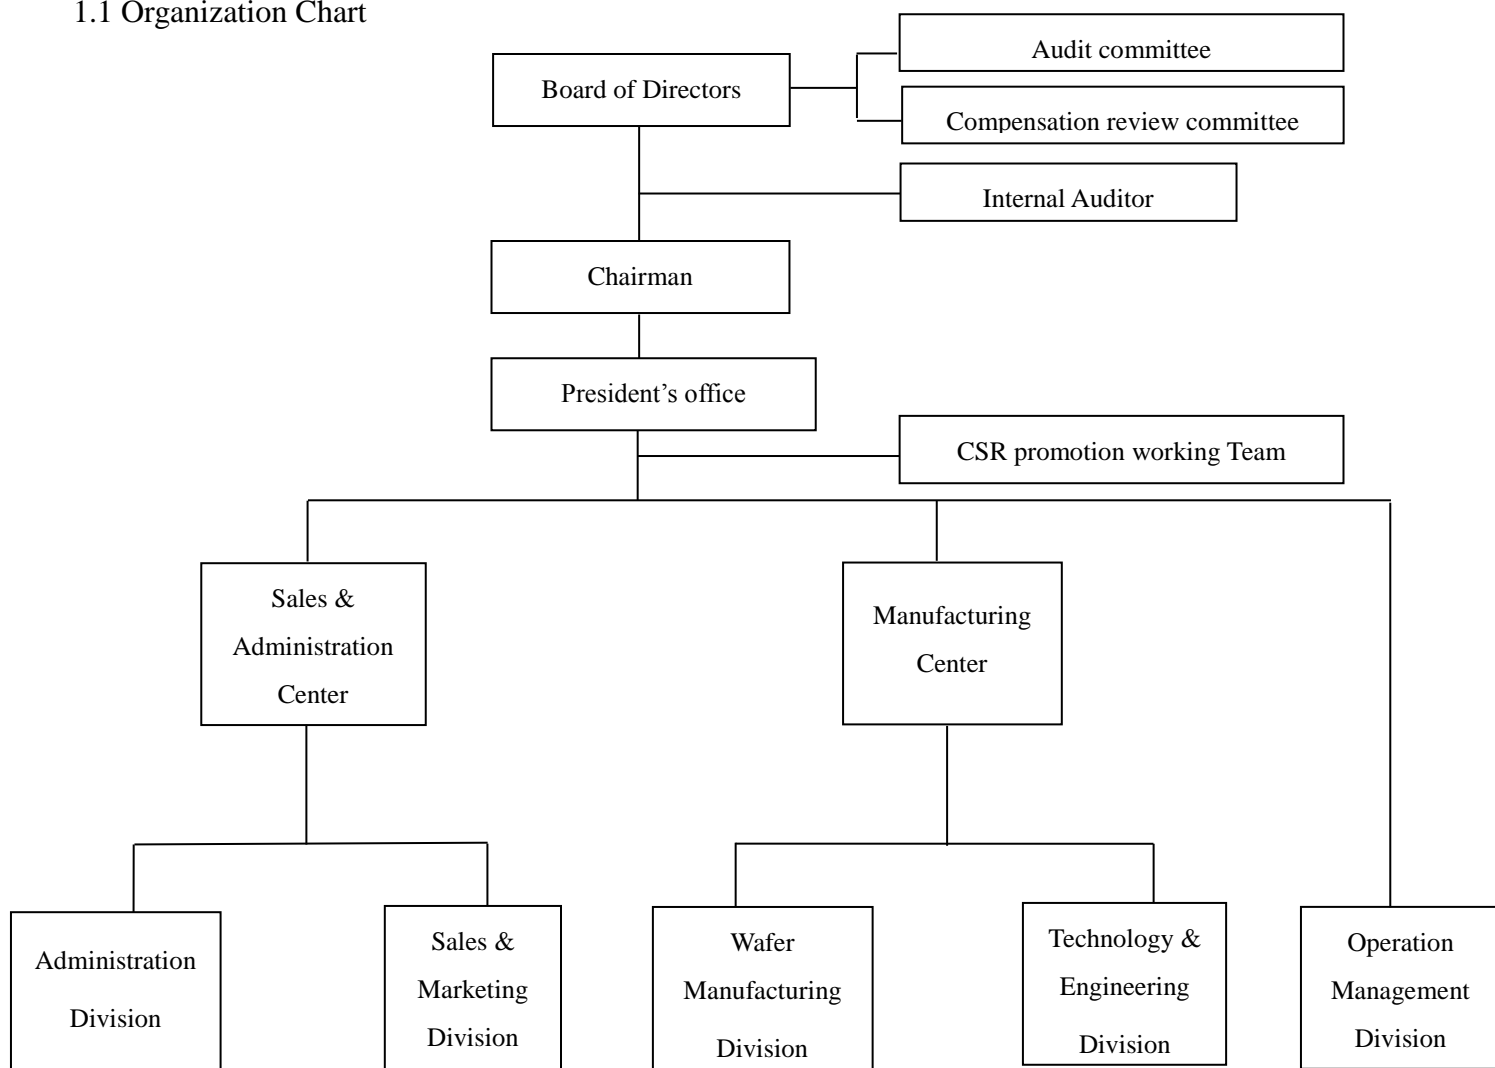 1.1 Organization Chart
Audit committee
Board of Directors
Compensation review committee
Internal Auditor
Chairman
President’s office
CSR promotion working Team
Sales &
Administration
Center
Manufacturing
Center
Administration
Division
Sales &
Marketing
Division
Wafer
Manufacturing
Division
Technology &
Engineering
Division
Operation
Management
Division